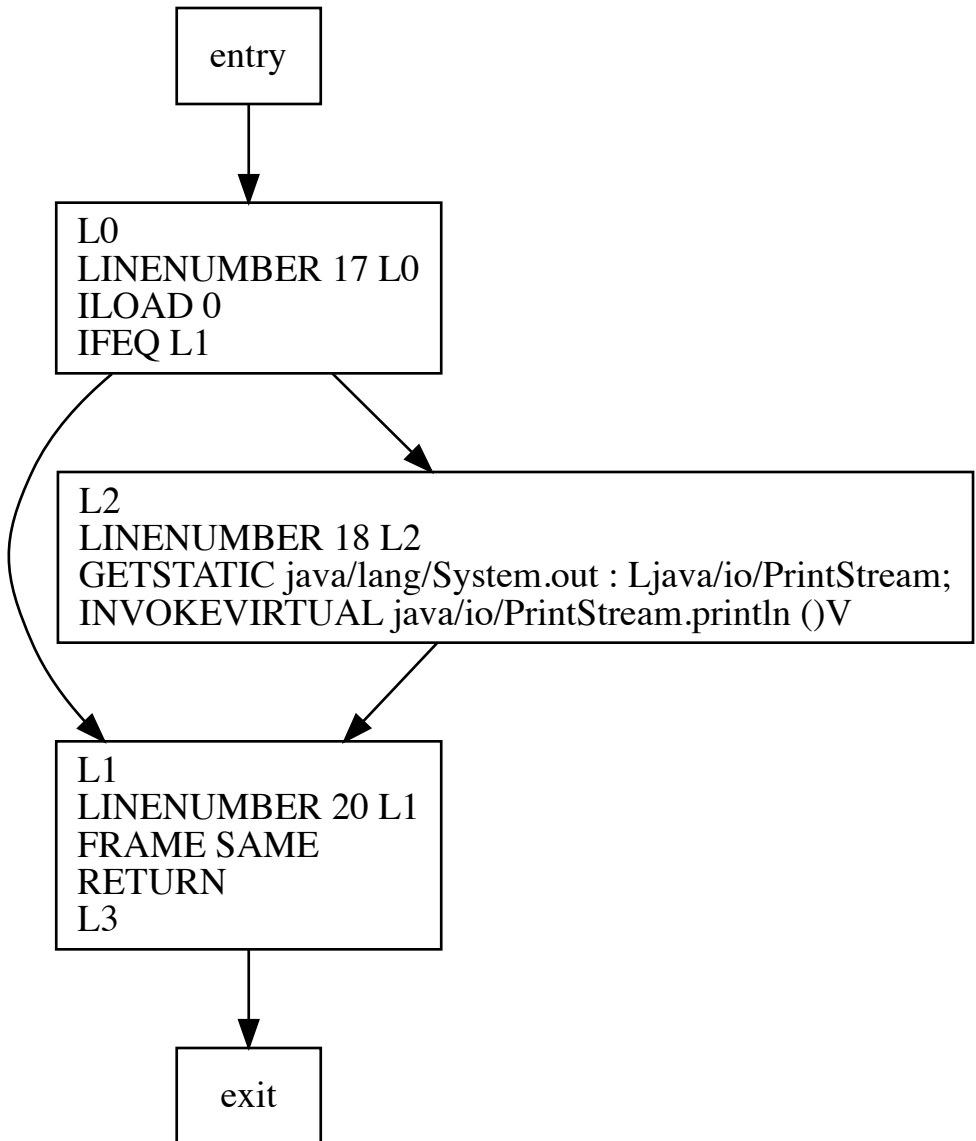 entry
L0
LINENUMBER 17 L0
ILOAD 0
IFEQ L1
L2
LINENUMBER 18 L2
GETSTATIC java/lang/System.out : Ljava/io/PrintStream;
INVOKEVIRTUAL java/io/PrintStream.println ()V
L1
LINENUMBER 20 L1
FRAME SAME
RETURN
L3
exit